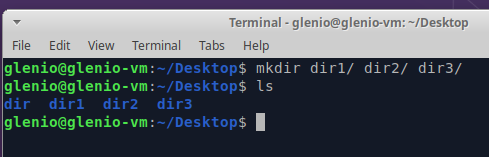 Terminal - glenio@glenio-vm: ~/Desktop
File Edit View Terminal Tabs Help
glenio@glenio-vm:~/Desktop$ mkdir dir1/ dir2/ dir3/
glenio@glenio-vm:~/Desktop$ ls
dir dir1 dir2 dir3
glenio@glenio-vm:~/Desktop$